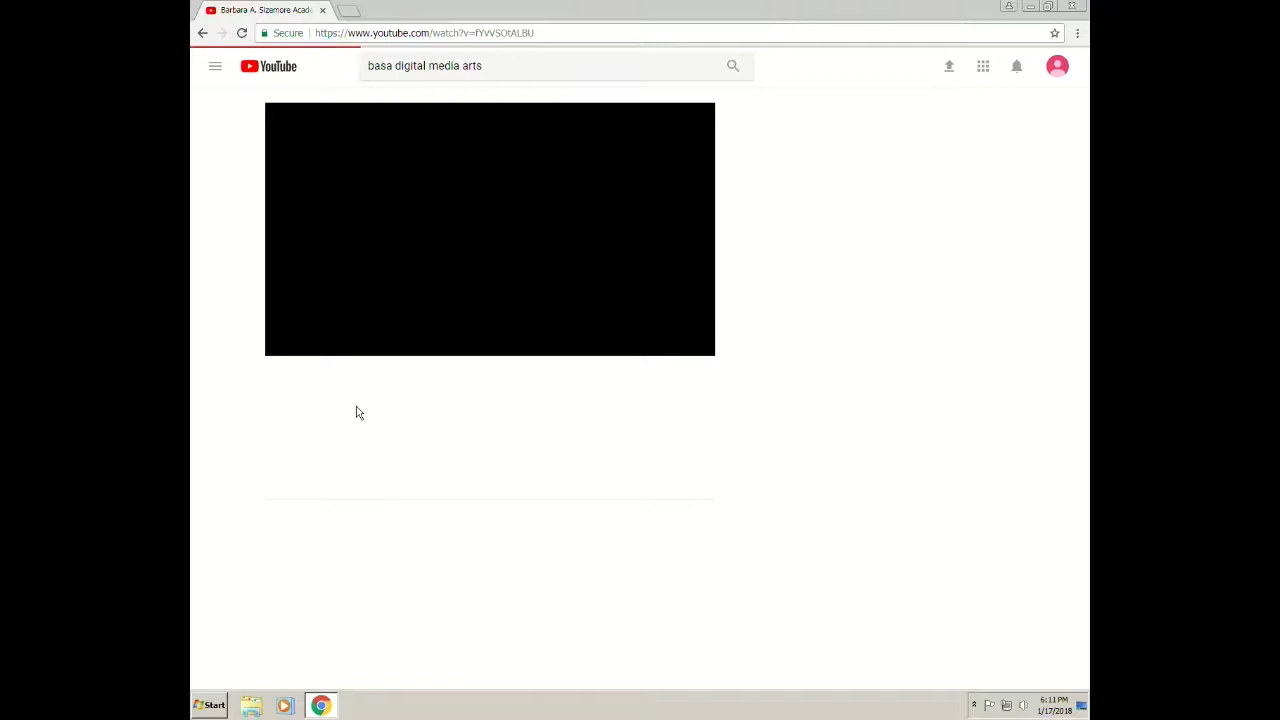 Barbara A. Sizemore Acad
Secure
https://www.youtube.com/watch?v=fYvVSOtALBU
YouTube
basa digital media arts
Start
6:11 PM
1/17/2018